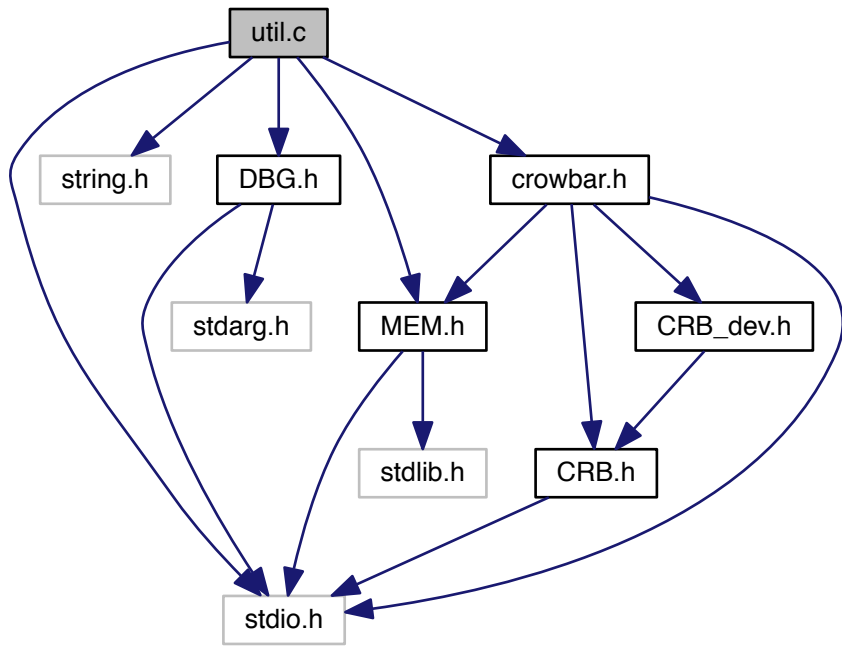 util.c
string.h
DBG.h
crowbar.h
stdarg.h
MEM.h
CRB_dev.h
stdlib.h
CRB.h
stdio.h